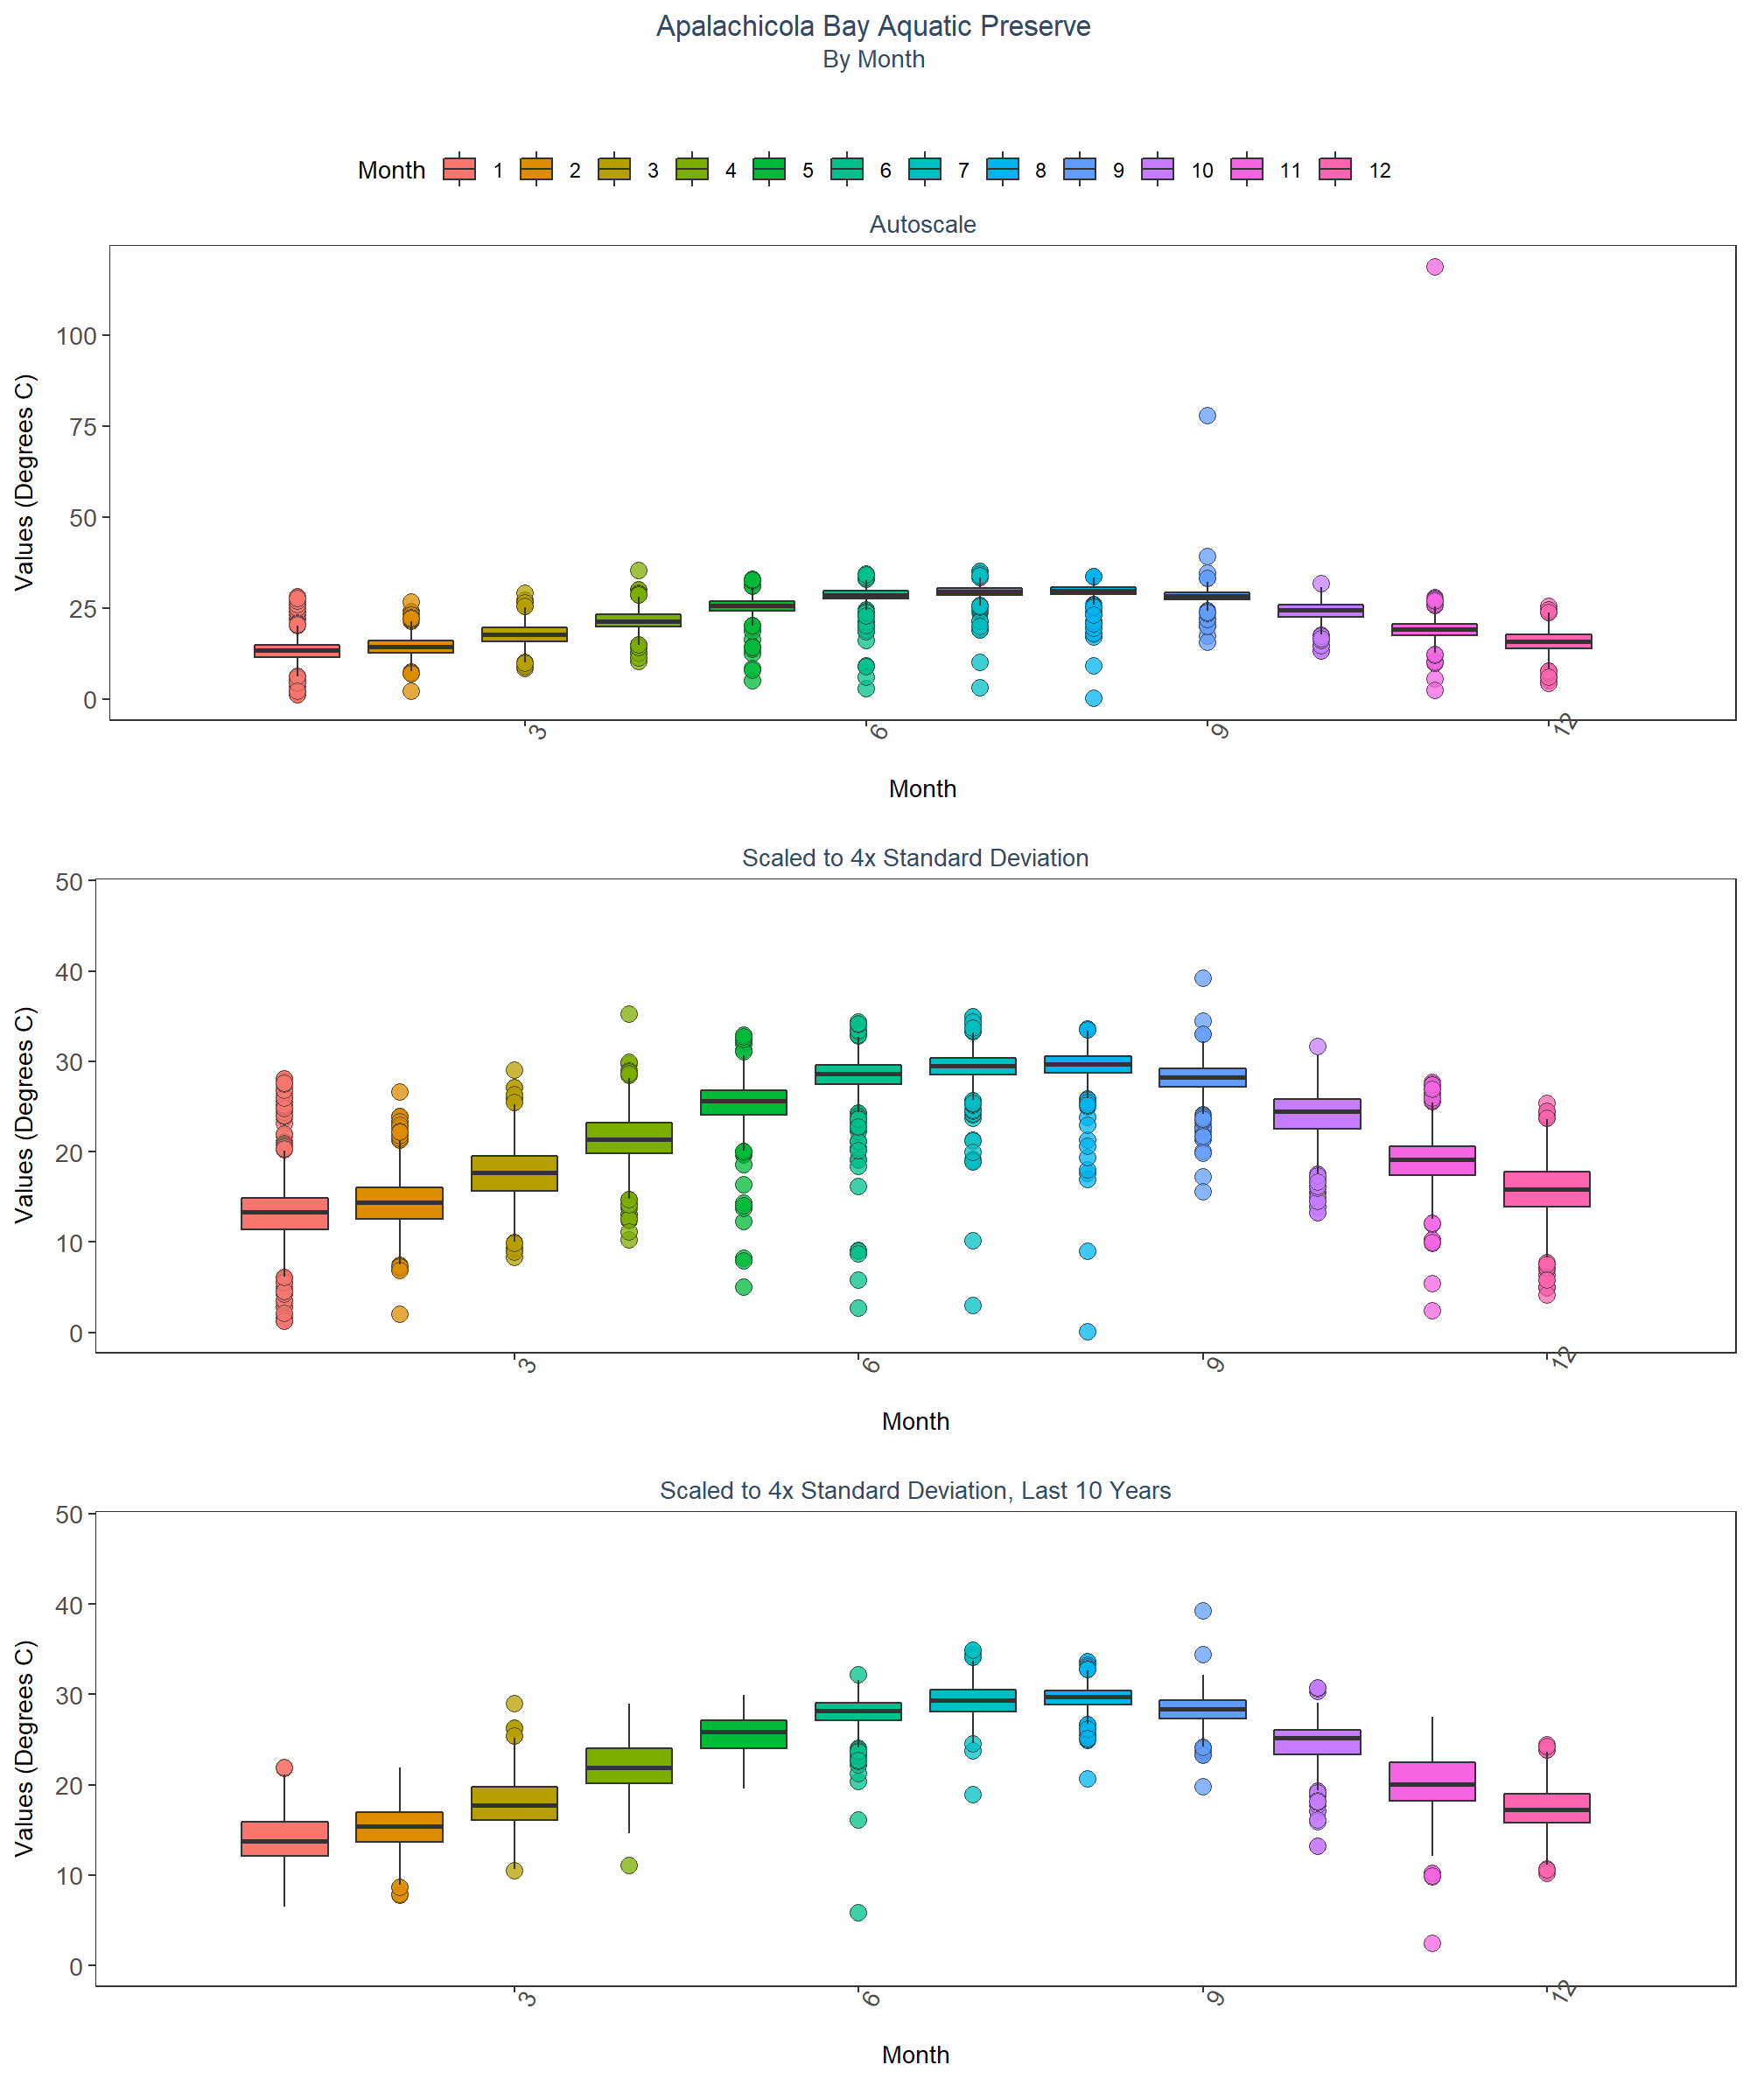 Apalachicola Bay Aquatic Preserve
By Month
Month 1 2 3 4 5 6 7 8 9 10 11 12
Autoscale
Values (Degrees C)
100
75
50
25
0
3 6 9 12
Month
Scaled to 4x Standard Deviation
Values (Degrees C)
50
40
30
20
10
0
3 6 9 12
Month
Scaled to 4x Standard Deviation, Last 10 Years
Values (Degrees C)
50
40
30
20
10
0
3 6 9 12
Month